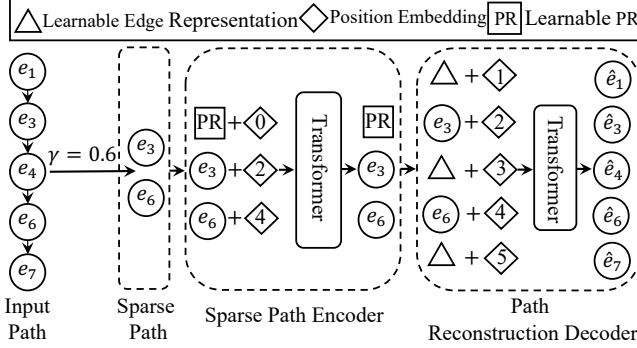 Learnable Edge Representation Position Embedding PR Learnable PR
e1
e3
e4
e6
e7
γ = 0.6
e3
e6
PR + 0
e3 + 2
e6 + 4
Transformer
PR
e3
e6
+ 1
e3 + 2
+ 3
e6 + 4
+ 5
Transformer
ê1
ê3
ê4
ê6
ê7
Input
Path
Sparse
Path
Sparse Path Encoder
Path
Reconstruction Decoder